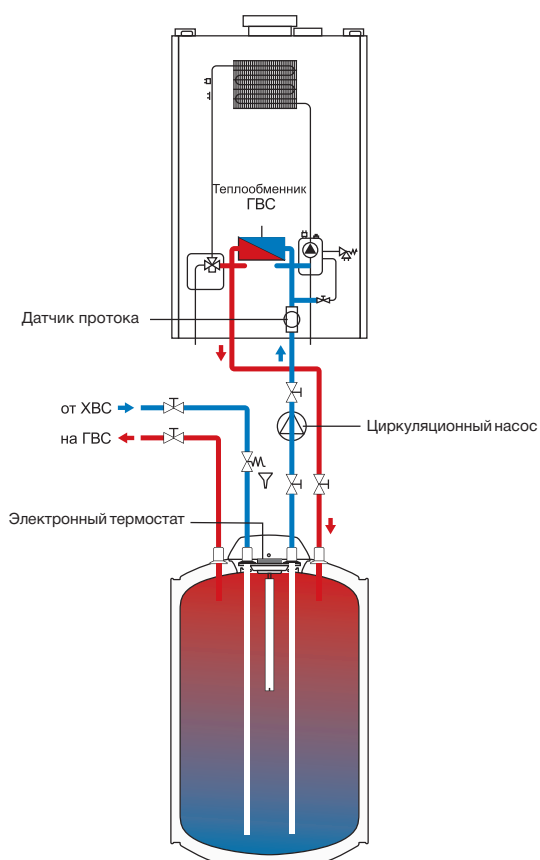 Теплообменник
ГВС
Датчик протока
от ХВС
на ГВС
Циркуляционный насос
Электронный термостат